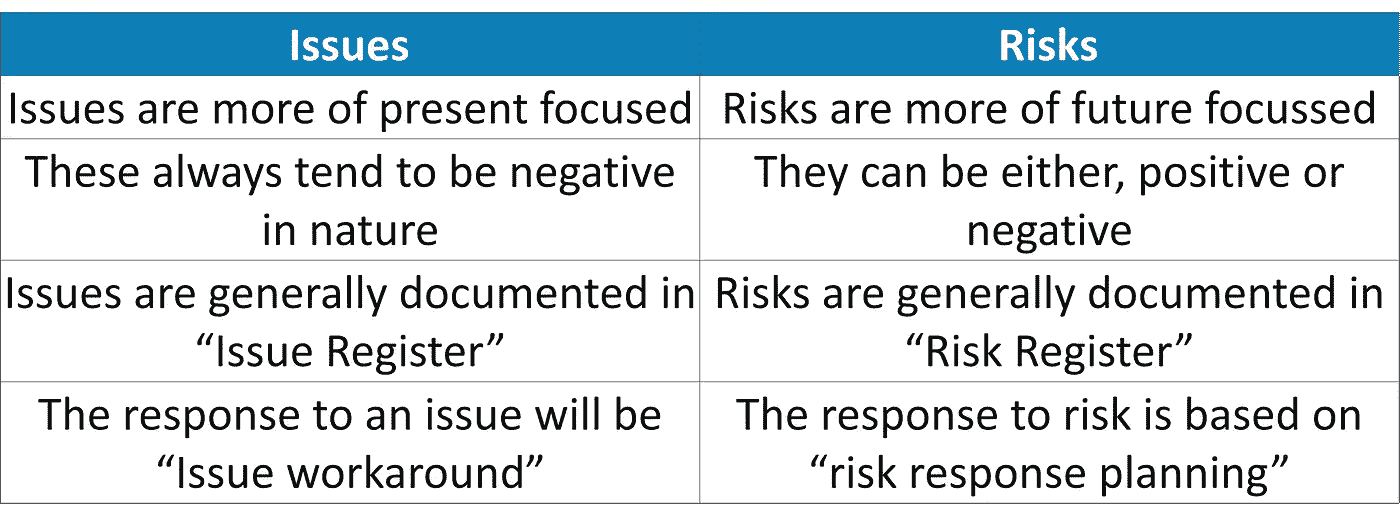 Issues
Risks
Issues are more of present focused
Risks are more of future focussed
These always tend to be negative
in nature
They can be either, positive or
negative
Issues are generally documented in
“Issue Register”
Risks are generally documented in
“Risk Register”
The response to an issue will be
“Issue workaround”
The response to risk is based on
“risk response planning”